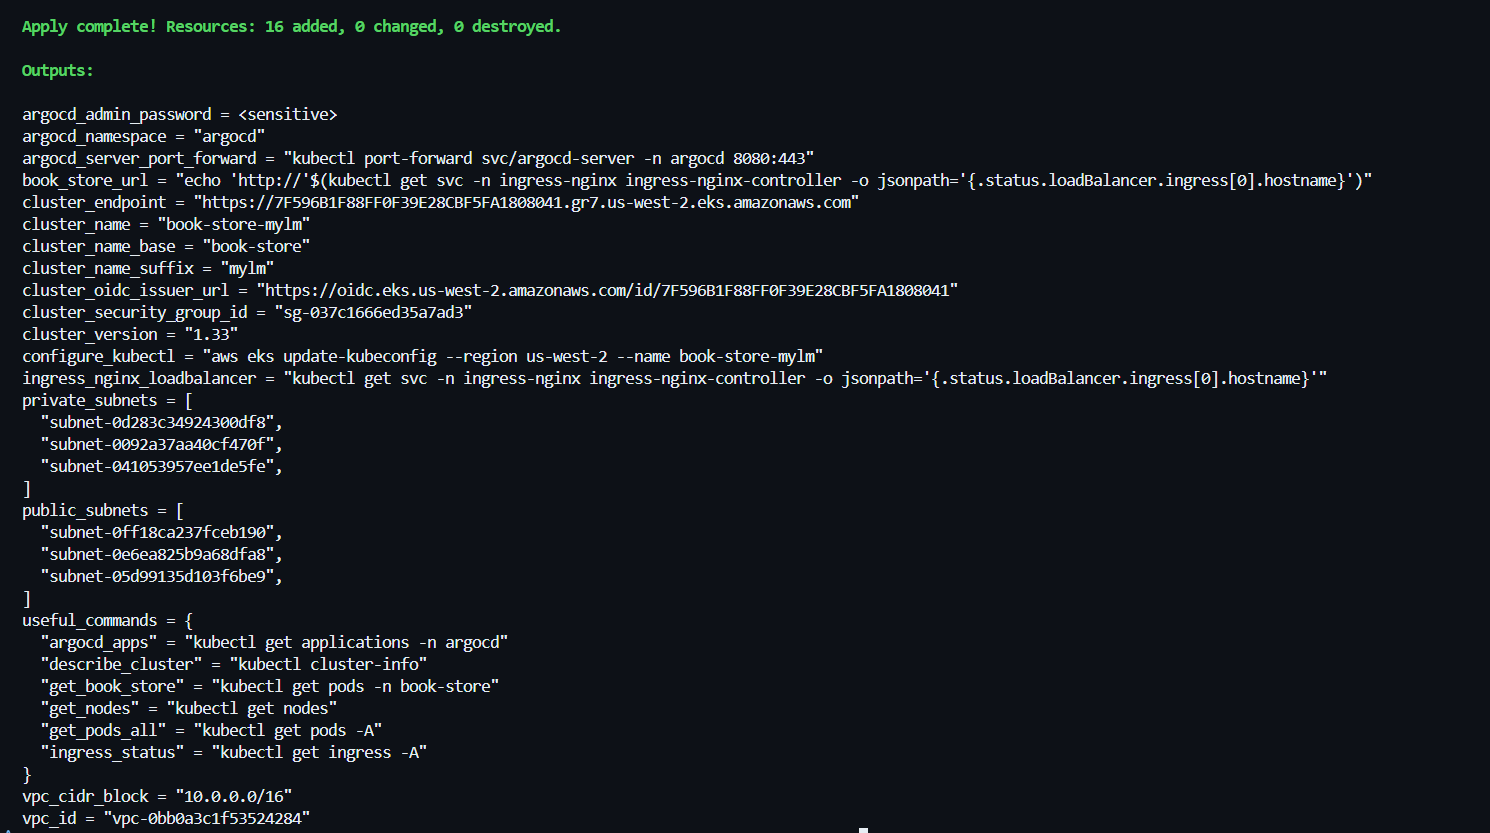 Apply complete! Resources: 16 added, 0 changed, 0 destroyed.
Outputs:
argocd_admin_password = <sensitive>
argocd_namespace = "argocd"
argocd_server_port_forward = "kubectl port-forward svc/argocd-server -n argocd 8080:443"
book_store_url = "echo 'http://'$(kubectl get svc -n ingress-nginx ingress-nginx-controller -o jsonpath='{.status.loadBalancer.ingress[0].hostname}')"
cluster_endpoint = "https://7F596B1F88FF0F39E28CBF5FA1808041.gr7.us-west-2.eks.amazonaws.com"
cluster_name = "book-store-mylm"
cluster_name_base = "book-store"
cluster_name_suffix = "mylm"
cluster_oidc_issuer_url = "https://oidc.eks.us-west-2.amazonaws.com/id/7F596B1F88FF0F39E28CBF5FA1808041"
cluster_security_group_id = "sg-037c1666ed35a7ad3"
cluster_version = "1.33"
configure_kubectl = "aws eks update-kubeconfig --region us-west-2 --name book-store-mylm"
ingress_nginx_loadbalancer = "kubectl get svc -n ingress-nginx ingress-nginx-controller -o jsonpath='{.status.loadBalancer.ingress[0].hostname}'"
private_subnets = [
  "subnet-0d283c34924300df8",
  "subnet-0092a37aa40cf470f",
  "subnet-041053957ee1de5fe",
]
public_subnets = [
  "subnet-0ff18ca237fceb190",
  "subnet-0e6ea825b9a68dfa8",
  "subnet-05d99135d103f6be9",
]
useful_commands = {
  "argocd_apps" = "kubectl get applications -n argocd"
  "describe_cluster" = "kubectl cluster-info"
  "get_book_store" = "kubectl get pods -n book-store"
  "get_nodes" = "kubectl get nodes"
  "get_pods_all" = "kubectl get pods -A"
  "ingress_status" = "kubectl get ingress -A"
}
vpc_cidr_block = "10.0.0.0/16"
vpc_id = "vpc-0bb0a3c1f53524284"